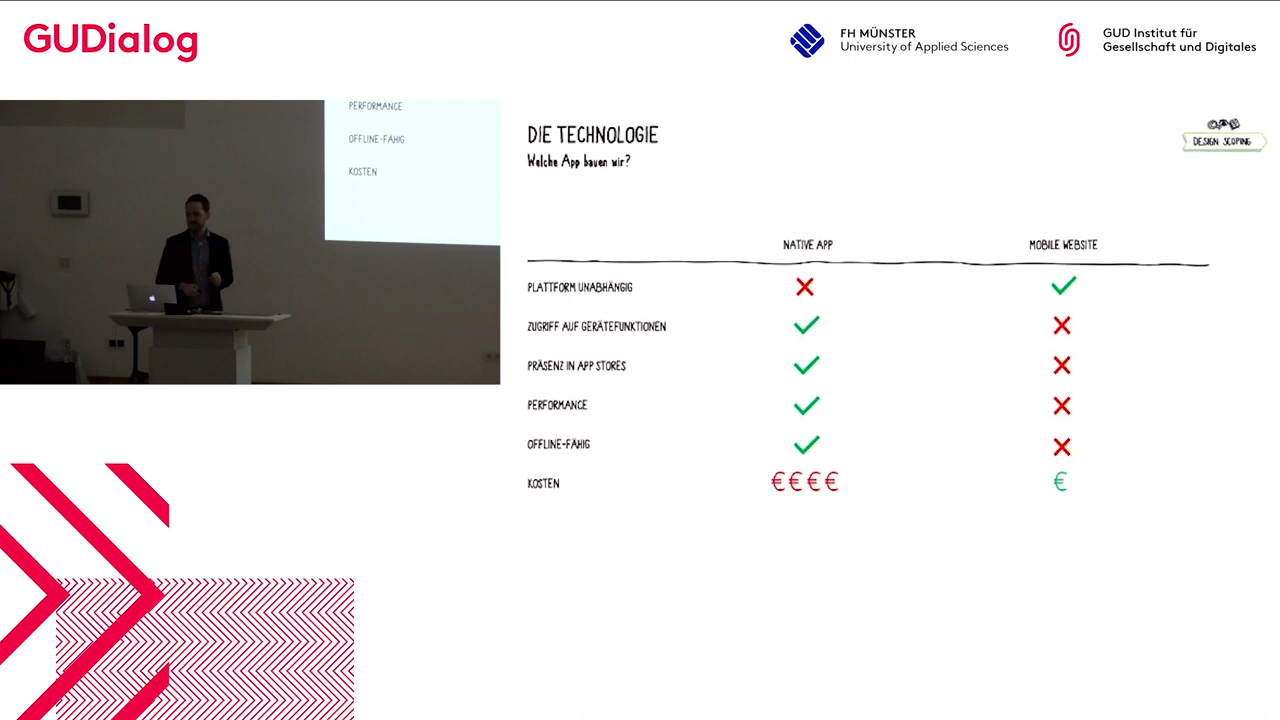 GUDialog
FH MÜNSTER
University of Applied Sciences
GUD Institut für
Gesellschaft und Digitales
PERFORMANCE
OFFLINE-FÄHIG
KOSTEN
DIE TECHNOLOGIE
Welche App bauen wir?
DESIGN SCOPING
NATIVE APP MOBILE WEBSITE
PLATTFORM UNABHÄNGIG
ZUGRIFF AUF GERÄTEFUNKTIONEN
PRÄSENZ IN APP STORES
PERFORMANCE
OFFLINE-FÄHIG
KOSTEN €€€€ €